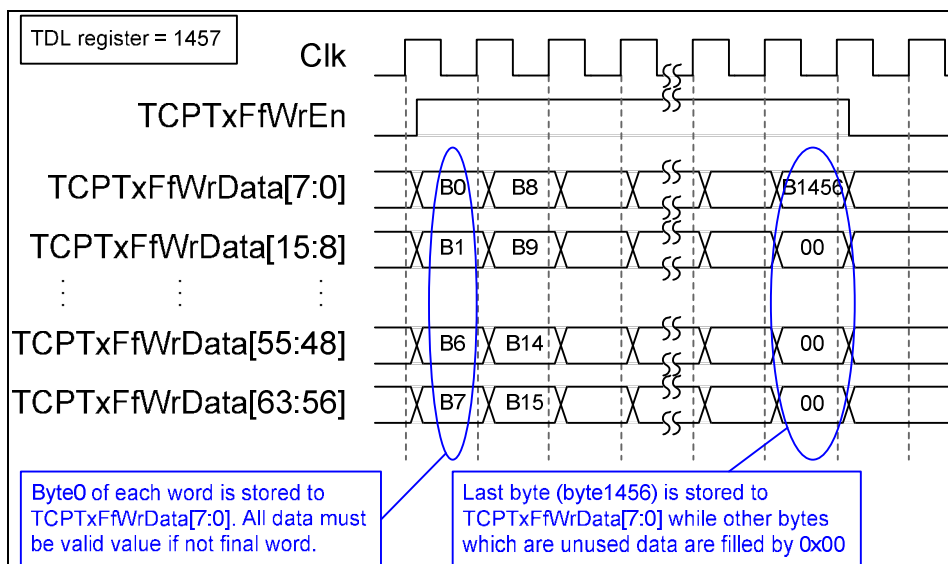 TDL register = 1457
Clk
TCPTxFfWrEn
TCPTxFfWrData[7:0] B0 B8 B1456
TCPTxFfWrData[15:8] B1 B9 00
TCPTxFfWrData[55:48] B6 B14 00
TCPTxFfWrData[63:56] B7 B15 00
Byte0 of each word is stored to
TCPTxFfWrData[7:0]. All data must
be valid value if not final word.
Last byte (byte1456) is stored to
TCPTxFfWrData[7:0] while other bytes
which are unused data are filled by 0x00